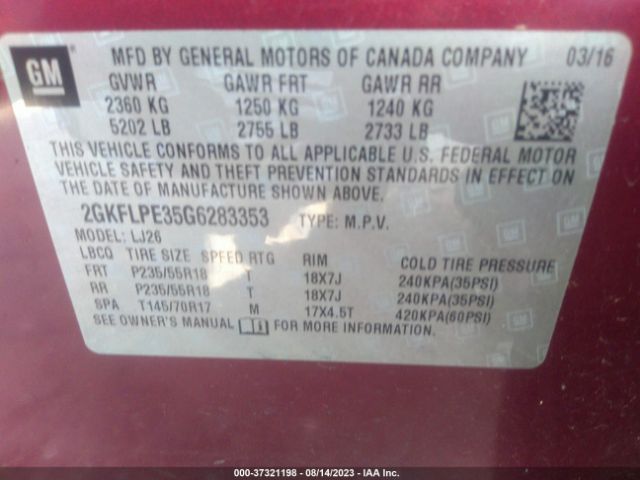 GM
MFD BY GENERAL MOTORS OF CANADA COMPANY 03/16
GVWR GAWR FRT GAWR RR
2360 KG 1250 KG 1240 KG
5202 LB 2755 LB 2733 LB
THIS VEHICLE CONFORMS TO ALL APPLICABLE U.S. FEDERAL MOTOR
VEHICLE SAFETY AND THEFT PREVENTION STANDARDS IN EFFECT ON
THE DATE OF MANUFACTURE SHOWN ABOVE.
2GKFLPE35G6283353 TYPE: M.P.V.
MODEL: LJ26
LBCQ TIRE SIZE SPEED RTG RIM COLD TIRE PRESSURE
FRT P235/55R18 T 18X7J 240KPA(35PSI)
RR P235/55R18 T 18X7J 240KPA(35PSI)
SPA T145/70R17 M 17X4.5T 420KPA(60PSI)
SEE OWNER'S MANUAL FOR MORE INFORMATION.
000-37321198 - 08/14/2023 - IAA Inc.